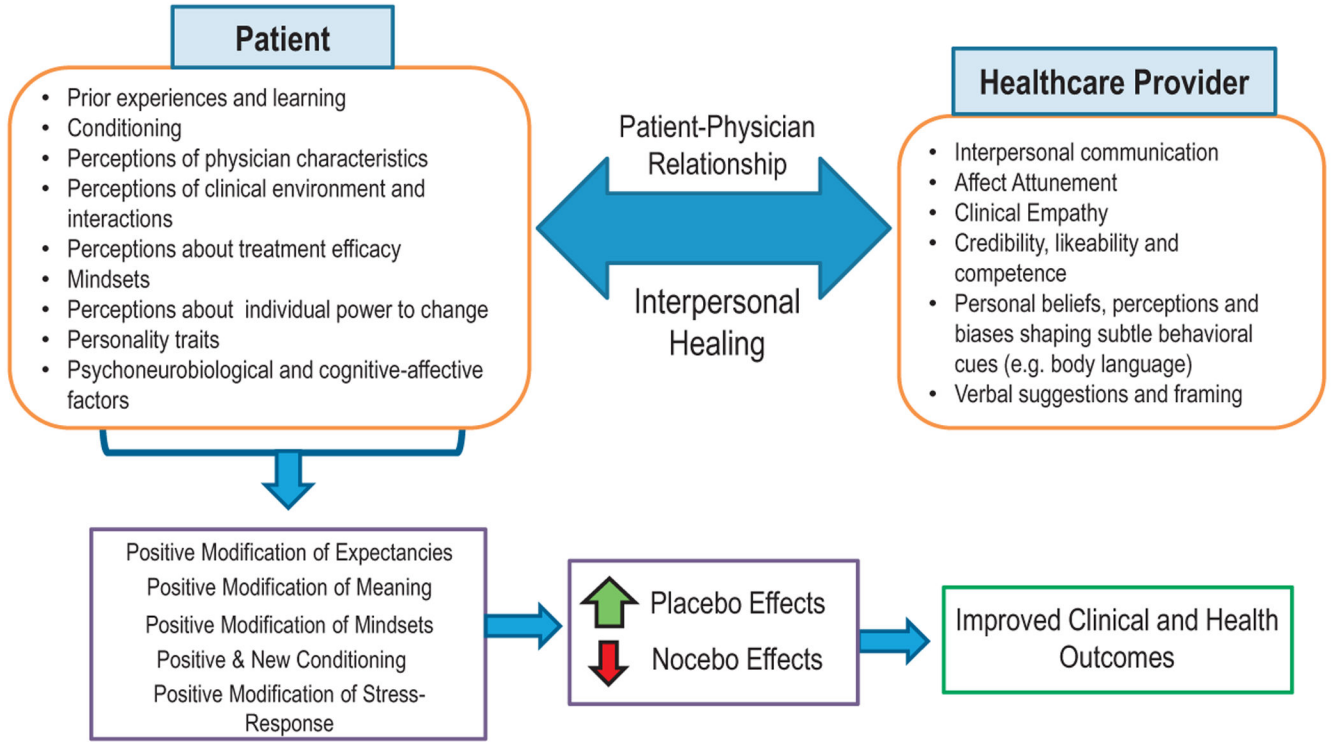 Patient
• Prior experiences and learning
• Conditioning
• Perceptions of physician characteristics
• Perceptions of clinical environment and
interactions
• Perceptions about treatment efficacy
• Mindsets
• Perceptions about individual power to change
• Personality traits
• Psychoneurobiological and cognitive-affective
factors
Patient-Physician
Relationship
Interpersonal
Healing
Healthcare Provider
• Interpersonal communication
• Affect Attunement
• Clinical Empathy
• Credibility, likeability and
competence
• Personal beliefs, perceptions and
biases shaping subtle behavioral
cues (e.g. body language)
• Verbal suggestions and framing
Positive Modification of Expectancies
Positive Modification of Meaning
Positive Modification of Mindsets
Positive & New Conditioning
Positive Modification of Stress-
Response
Placebo Effects
Nocebo Effects
Improved Clinical and Health
Outcomes